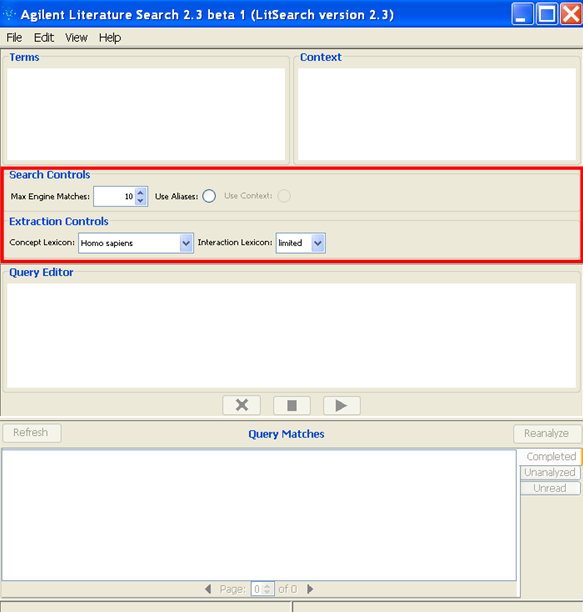 Agilent Literature Search 2.3 beta 1 (LitSearch version 2.3)
File Edit View Help
Terms
Context
Search Controls
Max Engine Matches: 10 Use Aliases: Use Context:
Extraction Controls
Concept Lexicon: Homo sapiens Interaction Lexicon: limited
Query Editor
Refresh
Query Matches
Reanalyze
Completed
Unanalyzed
Unread
Page: 0 of 0